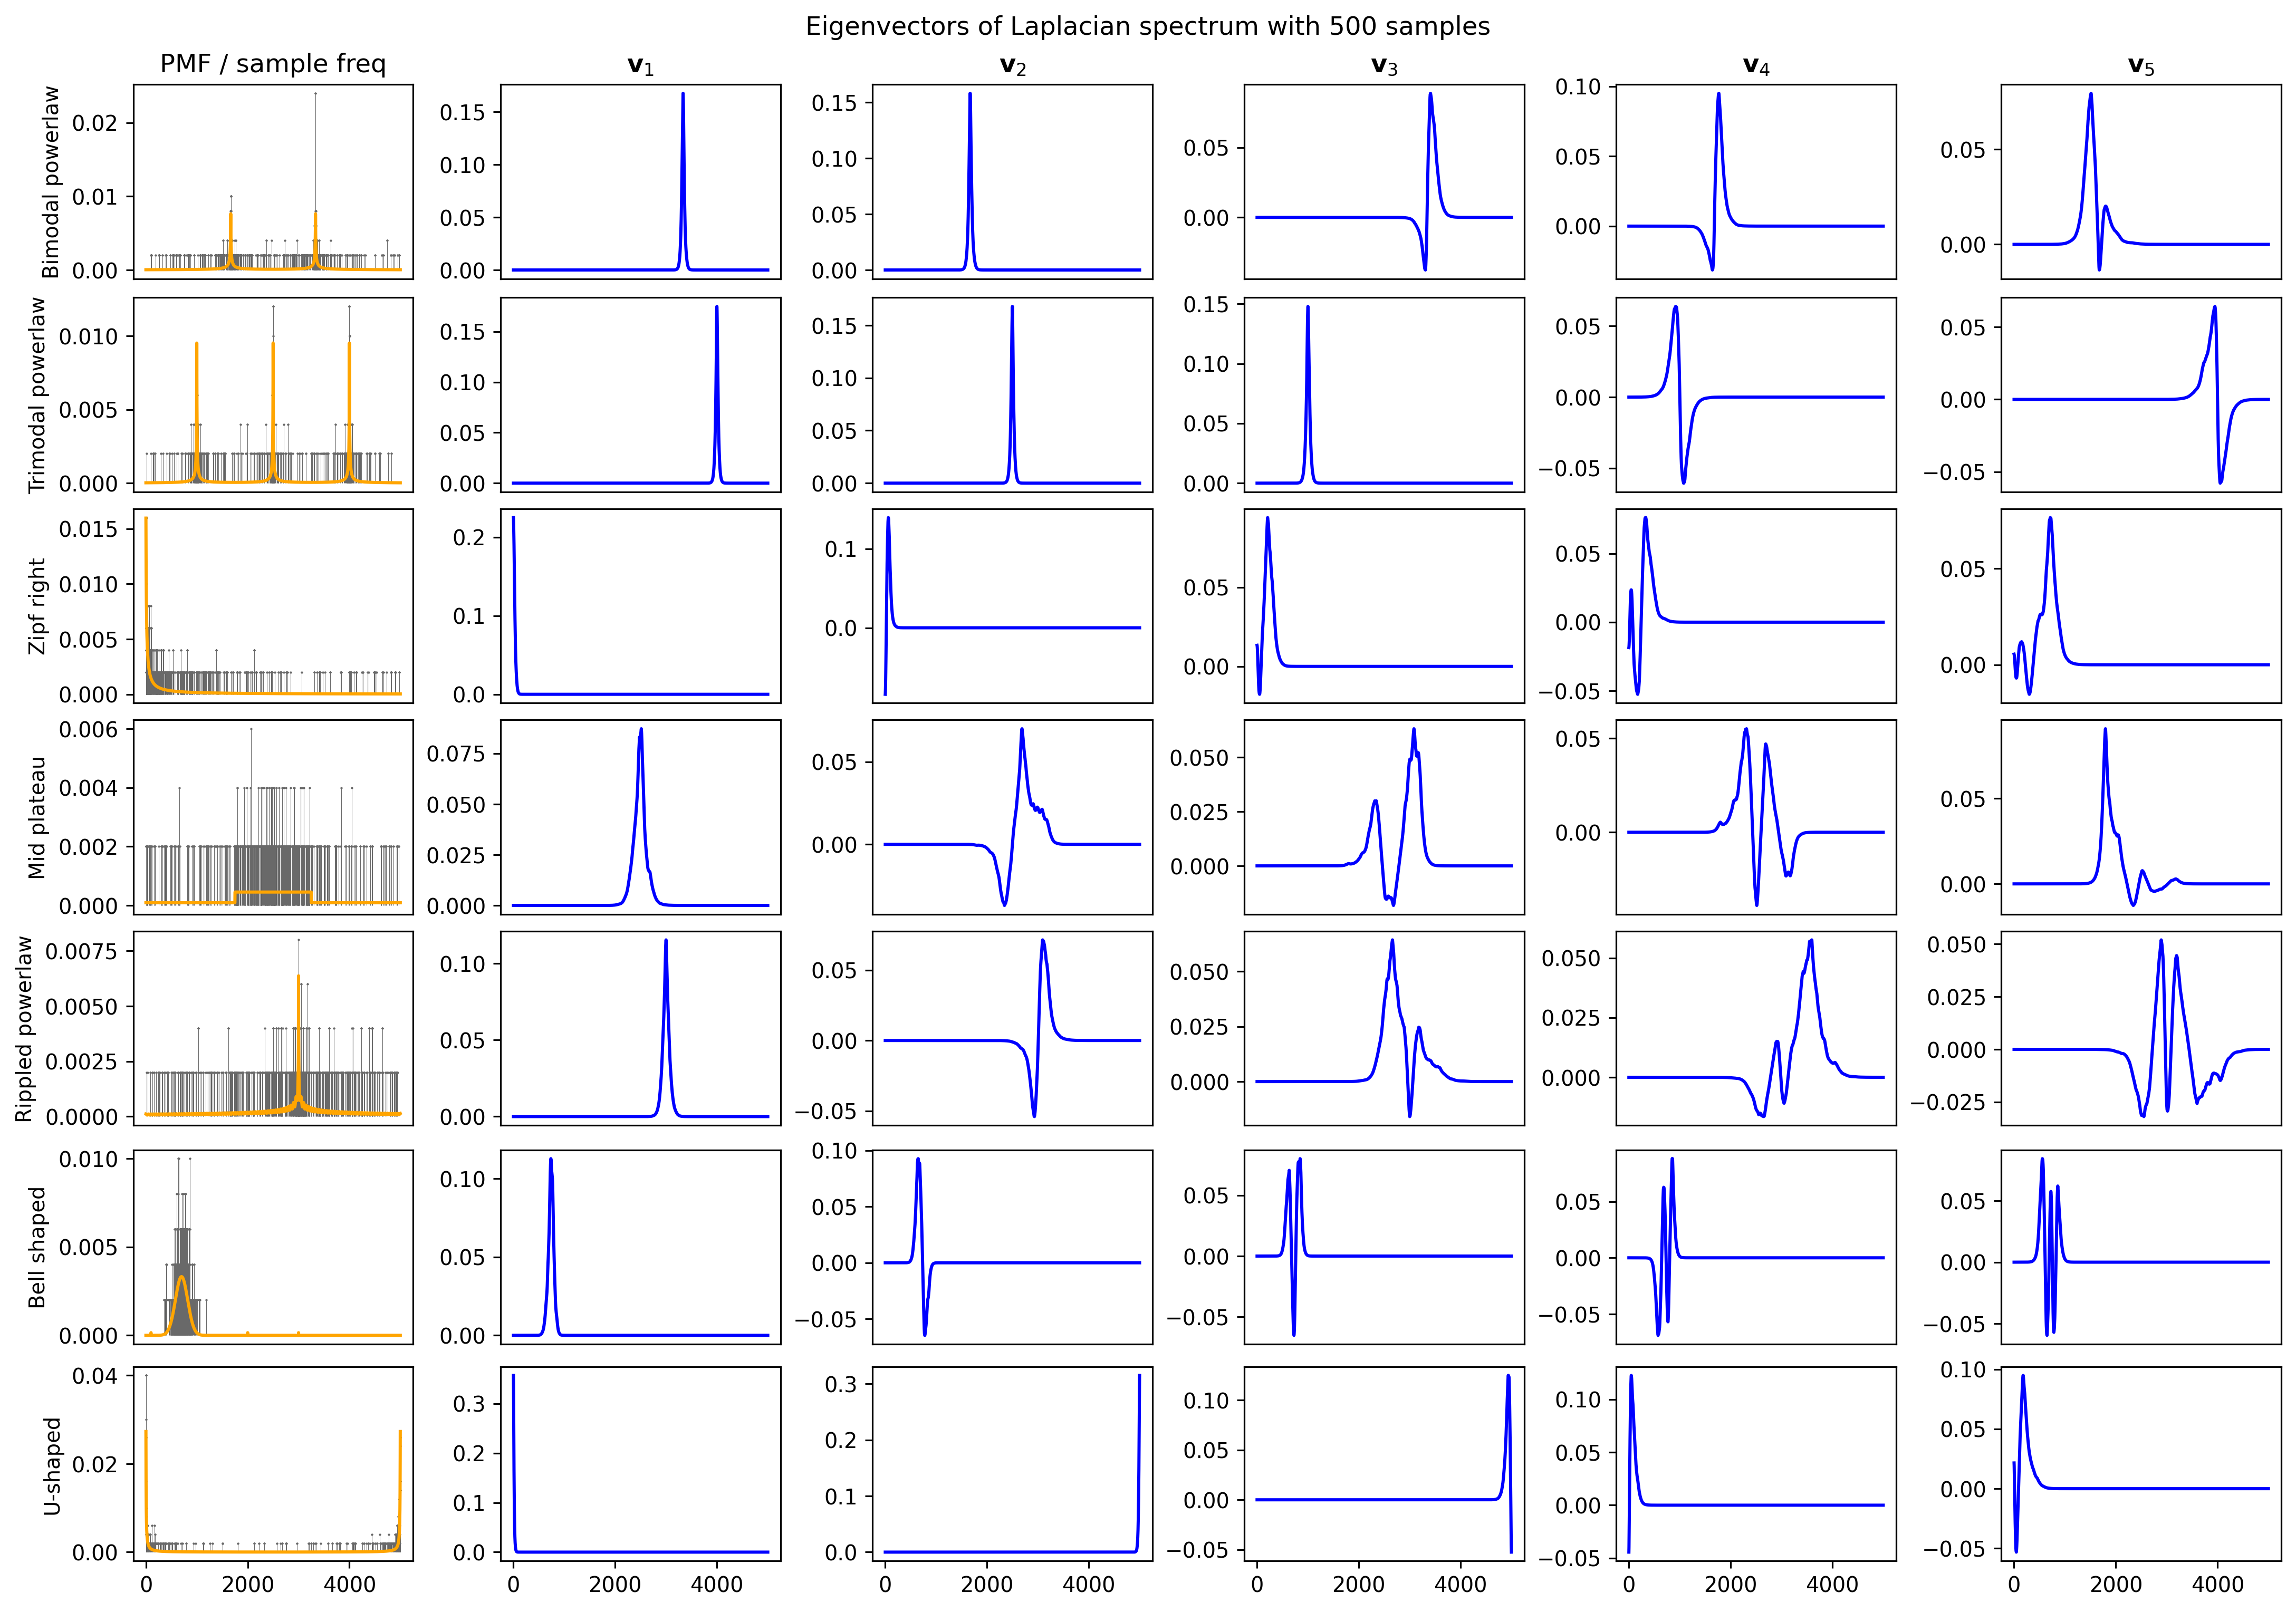 Eigenvectors of Laplacian spectrum with 500 samples
PMF / sample freq v₁ v₂ v₃ v₄ v₅
Bimodal powerlaw
0.02 0.01 0.00
0.15 0.10 0.05 0.00
0.15 0.10 0.05 0.00
0.05 0.00
0.10 0.05 0.00
0.05 0.00
Trimodal powerlaw
0.010 0.005 0.000
0.15 0.10 0.05 0.00
0.15 0.10 0.05 0.00
0.15 0.10 0.05 0.00
0.05 0.00 −0.05
0.05 0.00 −0.05
Zipf right
0.015 0.010 0.005 0.000
0.2 0.1 0.0
0.1 0.0
0.05 0.00
0.05 0.00 −0.05
0.05 0.00
Mid plateau
0.006 0.004 0.002 0.000
0.075 0.050 0.025 0.000
0.05 0.00
0.050 0.025 0.000
0.05 0.00
0.05 0.00
Rippled powerlaw
0.0075 0.0050 0.0025 0.0000
0.10 0.05 0.00
0.05 0.00 −0.05
0.050 0.025 0.000
0.050 0.025 0.000
0.050 0.025 0.000 −0.025
Bell shaped
0.010 0.005 0.000
0.10 0.05 0.00
0.10 0.05 0.00 −0.05
0.05 0.00 −0.05
0.05 0.00 −0.05
0.05 0.00 −0.05
U-shaped
0.04 0.02 0.00
0.3 0.2 0.1 0.0
0.3 0.2 0.1 0.0
0.10 0.05 0.00 −0.05
0.10 0.05 0.00 −0.05
0.10 0.05 0.00 −0.05
0 2000 4000 0 2000 4000 0 2000 4000 0 2000 4000 0 2000 4000 0 2000 4000